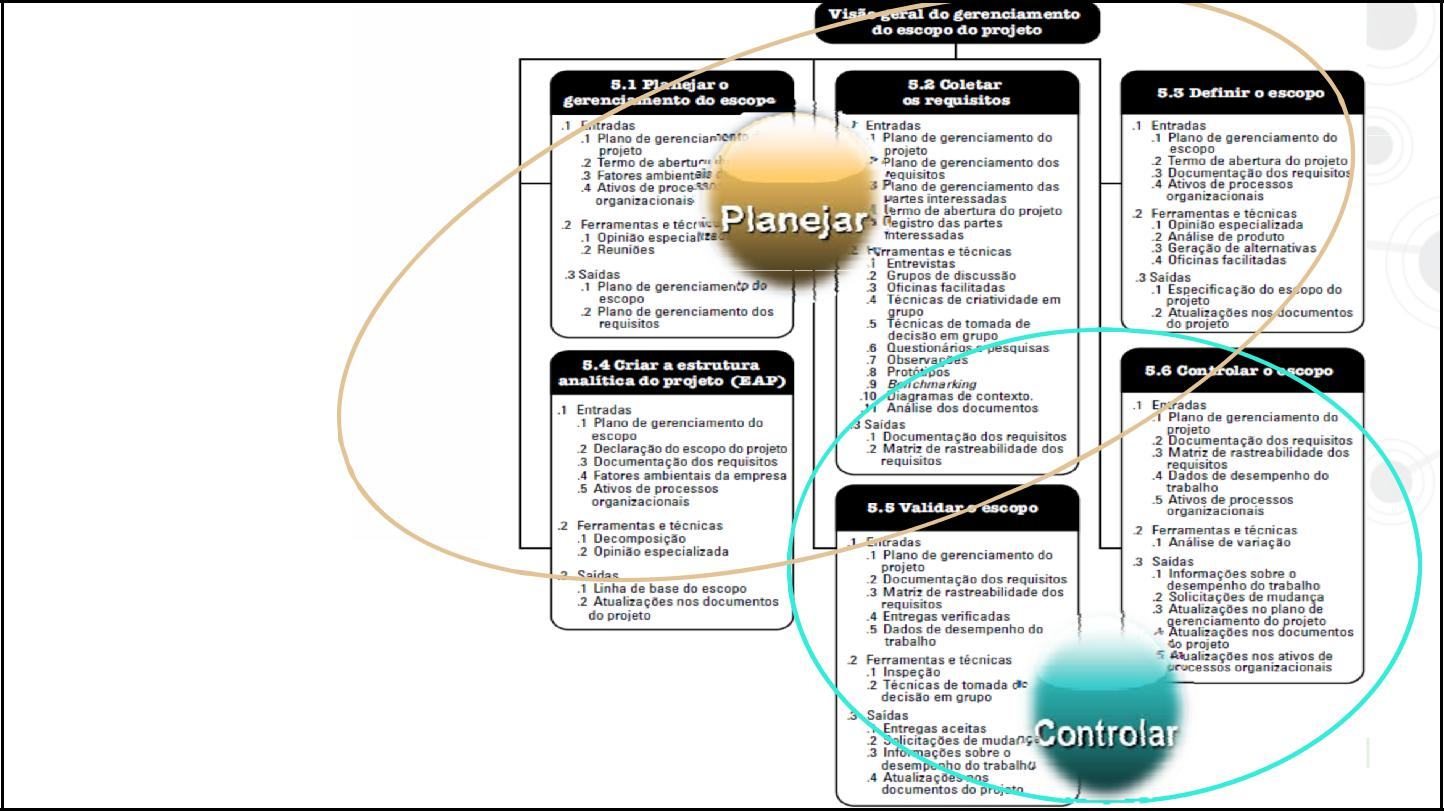 Visão geral do gerenciamento
do escopo do projeto
5.1 Planejar o
gerenciamento do escopo
.1 Entradas
.1 Plano de gerenciamento do
projeto
.2 Termo de abertura
.3 Fatores ambientais
.4 Ativos de processos
organizacionais
.2 Ferramentas e técnicas
.1 Opinião especializada
.2 Reuniões
.3 Saídas
.1 Plano de gerenciamento do
escopo
.2 Plano de gerenciamento dos
requisitos
5.2 Coletar
os requisitos
.1 Entradas
.1 Plano de gerenciamento do
projeto
Plano de gerenciamento dos
requisitos
.3 Plano de gerenciamento das
partes interessadas
Termo de abertura do projeto
Registro das partes
interessadas
.2 Ferramentas e técnicas
.1 Entrevistas
.2 Grupos de discussão
.3 Oficinas facilitadas
.4 Técnicas de criatividade em
grupo
.5 Técnicas de tomada de
decisão em grupo
.6 Questionários e pesquisas
.7 Observações
.8 Protótipos
.9 Benchmarking
.10 Diagramas de contexto.
.11 Análise dos documentos
.3 Saídas
.1 Documentação dos requisitos
.2 Matriz de rastreabilidade dos
requisitos
5.3 Definir o escopo
.1 Entradas
.1 Plano de gerenciamento do
escopo
.2 Termo de abertura do projeto
.3 Documentação dos requisitos
.4 Ativos de processos
organizacionais
.2 Ferramentas e técnicas
.1 Opinião especializada
.2 Análise de produto
.3 Geração de alternativas
.4 Oficinas facilitadas
.3 Saídas
.1 Especificação do escopo do
projeto
.2 Atualizações nos documentos
do projeto
Planejar
5.4 Criar a estrutura
analítica do projeto (EAP)
.1 Entradas
.1 Plano de gerenciamento do
escopo
.2 Declaração do escopo do projeto
.3 Documentação dos requisitos
.4 Fatores ambientais da empresa
.5 Ativos de processos
organizacionais
.2 Ferramentas e técnicas
.1 Decomposição
.2 Opinião especializada
.3 Saídas
.1 Linha de base do escopo
.2 Atualizações nos documentos
do projeto
5.5 Validar o escopo
.1 Entradas
.1 Plano de gerenciamento do
projeto
.2 Documentação dos requisitos
.3 Matriz de rastreabilidade dos
requisitos
.4 Entregas verificadas
.5 Dados de desempenho do
trabalho
.2 Ferramentas e técnicas
.1 Inspeção
.2 Técnicas de tomada de
decisão em grupo
.3 Saídas
.1 Entregas aceitas
.2 Solicitações de mudança
.3 Informações sobre o
desempenho do trabalho
.4 Atualizações nos
documentos do projeto
5.6 Controlar o escopo
.1 Entradas
.1 Plano de gerenciamento do
projeto
.2 Documentação dos requisitos
.3 Matriz de rastreabilidade dos
requisitos
.4 Dados de desempenho do
trabalho
.5 Ativos de processos
organizacionais
.2 Ferramentas e técnicas
.1 Análise de variação
.3 Saídas
.1 Informações sobre o
desempenho do trabalho
.2 Solicitações de mudança
.3 Atualizações no plano de
gerenciamento do projeto
.4 Atualizações nos documentos
do projeto
.5 Atualizações nos ativos de
processos organizacionais
Controlar